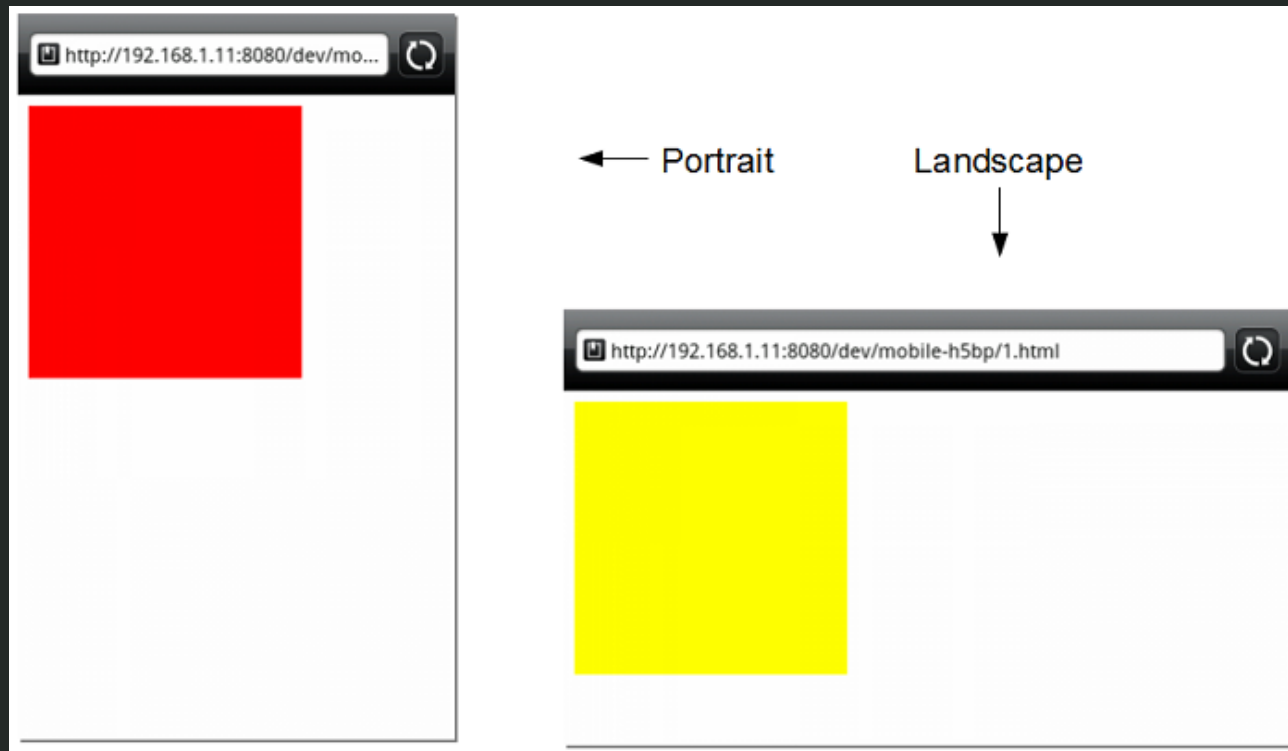 http://192.168.1.11:8080/dev/mo...
Portrait
Landscape
http://192.168.1.11:8080/dev/mobile-h5bp/1.html